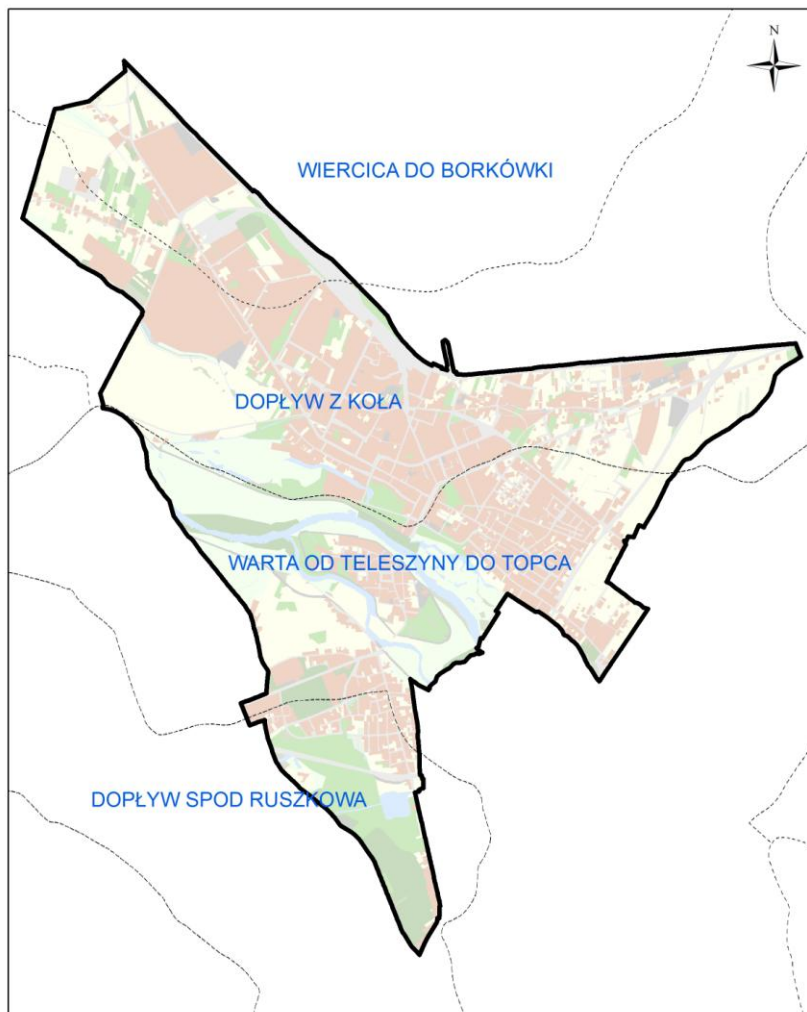 N
WIERCICA DO BORKÓWKI
DOPŁYW Z KOŁA
WARTA OD TELESZYNY DO TOPCA
DOPŁYW SPOD RUSZKOWA